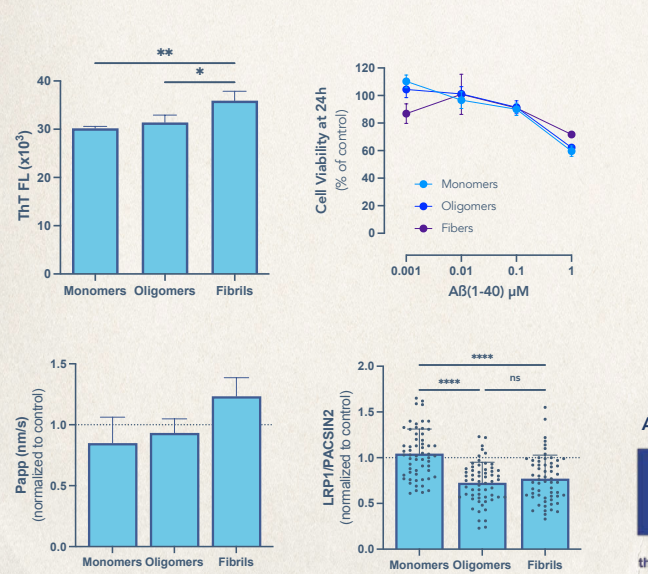 **
*
40
30
20
10
0
ThT FL (x10³)
Monomers Oligomers Fibrils
120
100
80
60
40
20
0
Cell Viability at 24h
(% of control)
Monomers
Oligomers
Fibers
0.001 0.01 0.1 1
Aß(1-40) µM
1.5
1.0
0.5
0.0
Papp (nm/s)
(normalized to control)
Monomers Oligomers Fibrils
2.0
1.5
1.0
0.5
0.0
LRP1/PACSIN2
(normalized to control)
****
**** ns
Monomers Oligomers Fibrils